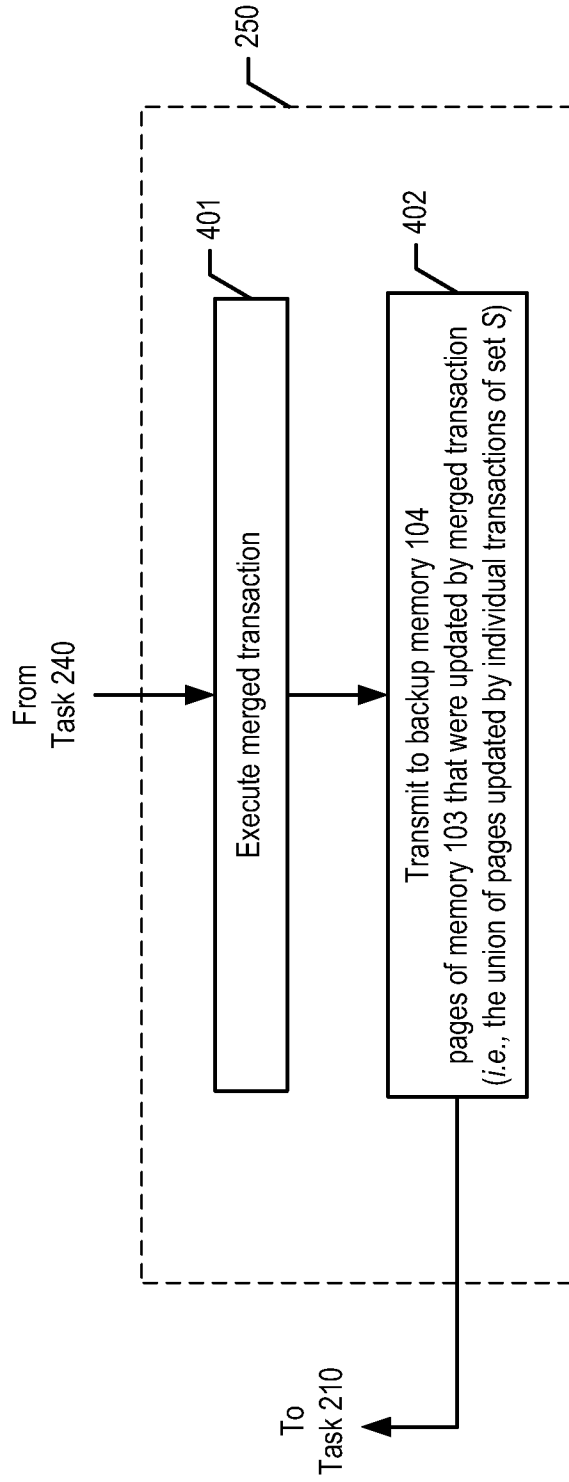 From
Task 240
250
401
Execute merged transaction
402
Transmit to backup memory 104
pages of memory 103 that were updated by merged transaction
(i.e., the union of pages updated by individual transactions of set S)
To
Task 210